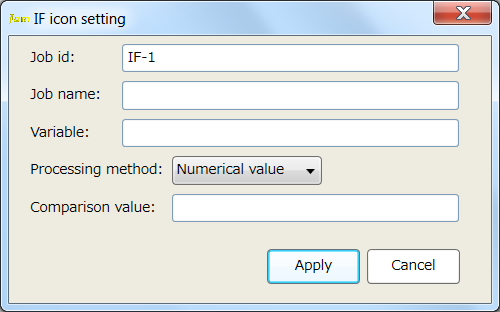 IF icon setting
Job id: IF-1
Job name:
Variable:
Processing method: Numerical value
Comparison value:
Apply Cancel